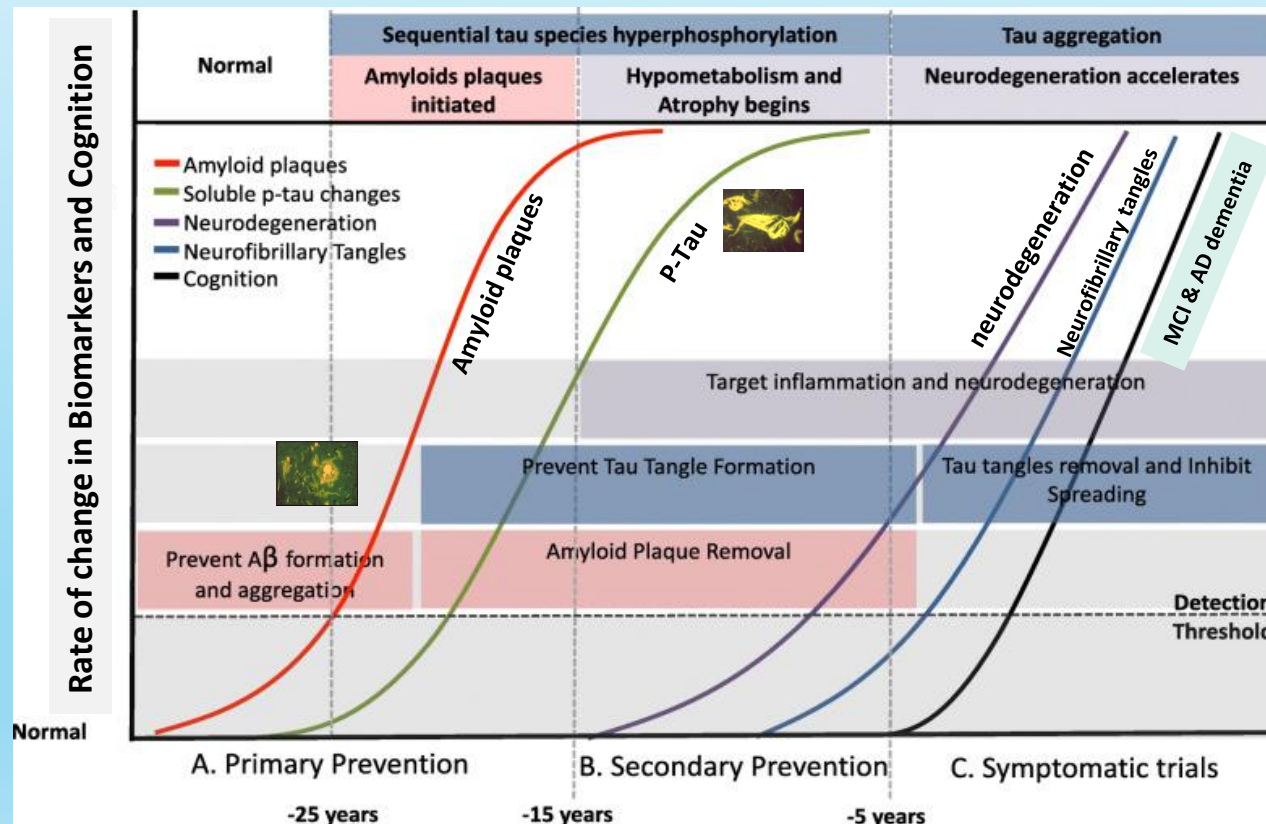 Rate of change in Biomarkers and Cognition
Normal
Sequential tau species hyperphosphorylation
Tau aggregation
Amyloids plaques
initiated
Hypometabolism and
Atrophy begins
Neurodegeneration accelerates
Amyloid plaques
Soluble p-tau changes
Neurodegeneration
Neurofibrillary Tangles
Cognition
Amyloid plaques
P-Tau
neurodegeneration
Neurofibrillary tangles
MCI & AD dementia
Target inflammation and neurodegeneration
Prevent Tau Tangle Formation
Tau tangles removal and Inhibit
Spreading
Prevent Aβ formation
and aggregation
Amyloid Plaque Removal
Detection
Threshold
Normal
A. Primary Prevention
B. Secondary Prevention
C. Symptomatic trials
-25 years
-15 years
-5 years